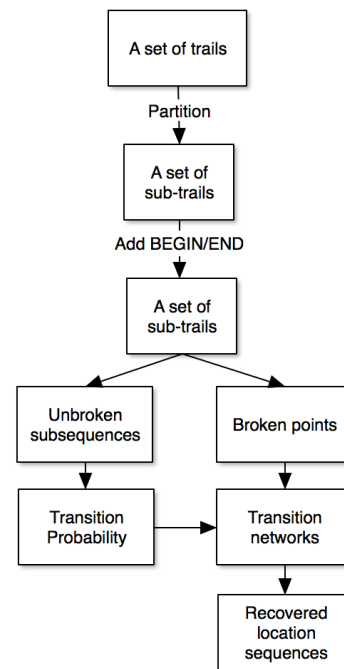 A set of trails
Partition
A set of
sub-trails
Add BEGIN/END
A set of
sub-trails
Unbroken
subsequences
Broken points
Transition
Probability
Transition
networks
Recovered
location
sequences